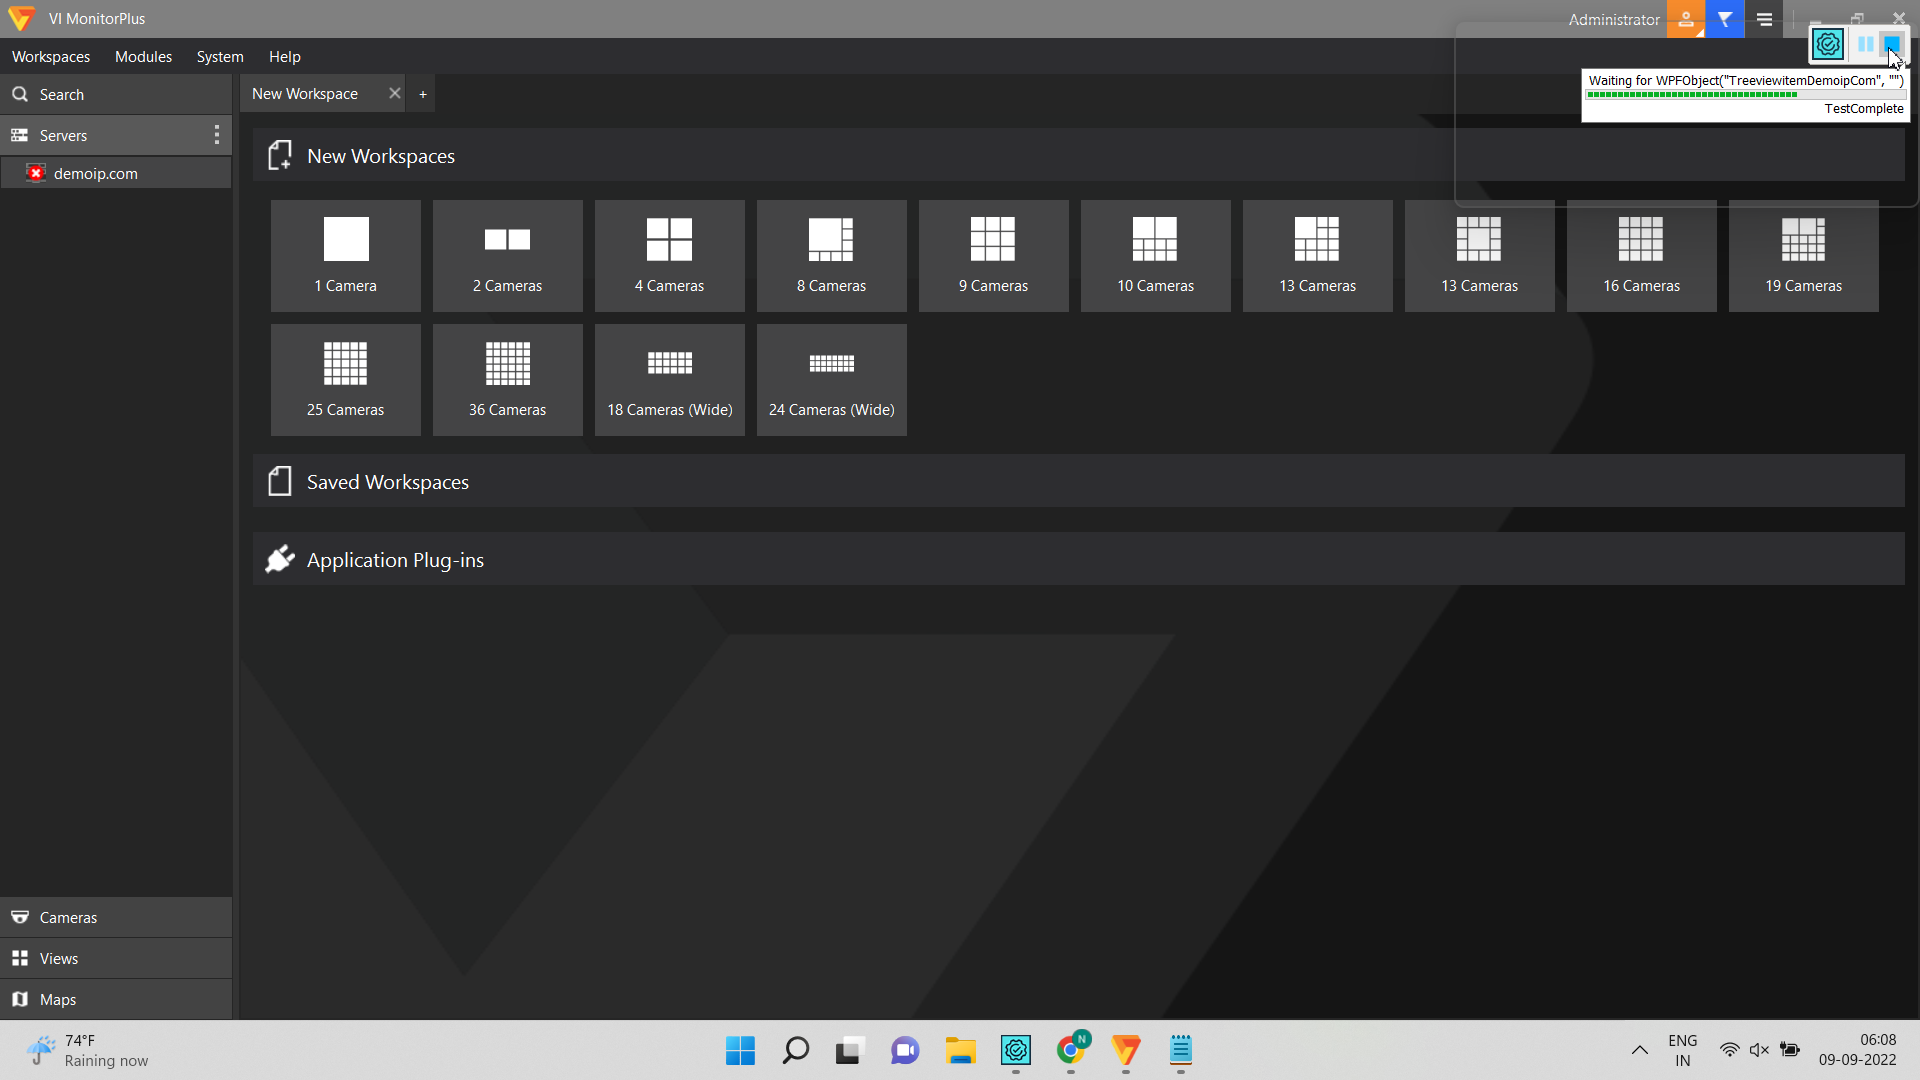 VI MonitorPlus
Administrator
Workspaces Modules System Help
Waiting for WPFObject("TreeviewitemDemoipCom", "")
TestComplete
Search
Servers
demoip.com
New Workspace
+
New Workspaces
1 Camera
2 Cameras
4 Cameras
8 Cameras
9 Cameras
10 Cameras
13 Cameras
13 Cameras
16 Cameras
19 Cameras
25 Cameras
36 Cameras
18 Cameras (Wide)
24 Cameras (Wide)
Saved Workspaces
Application Plug-ins
Cameras
Views
Maps
74°F
Raining now
N
ENG
IN
06:08
09-09-2022